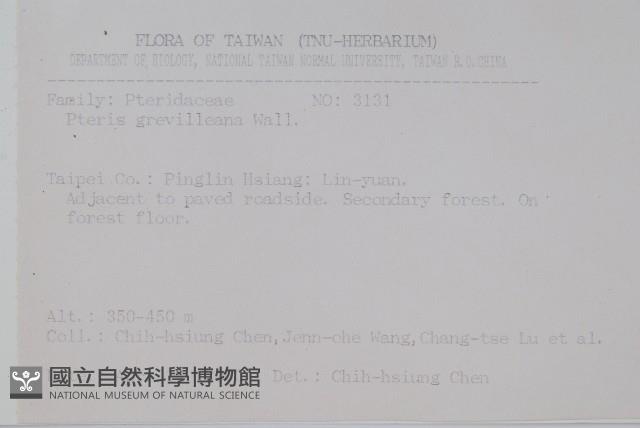 FLORA OF TAIWAN (TNU-HERBARIUM)
DEPARTMENT OF BIOLOGY, NATIONAL TAIWAN NORMAL UNIVERSITY, TAIWAN R.O.CHINA
Family: Pteridaceae NO: 3131
Pteris grevilleana Wall.
Taipei Co.: Pinglin Hsiang: Lin-yuan.
Adjacent to paved roadside. Secondary forest. On
forest floor.
Alt.: 350-450 m
Coll.: Chih-hsiung Chen, Jenn-che Wang, Chang-tse Lu et al.
Det.: Chih-hsiung Chen
國立自然科學博物館
NATIONAL MUSEUM OF NATURAL SCIENCE